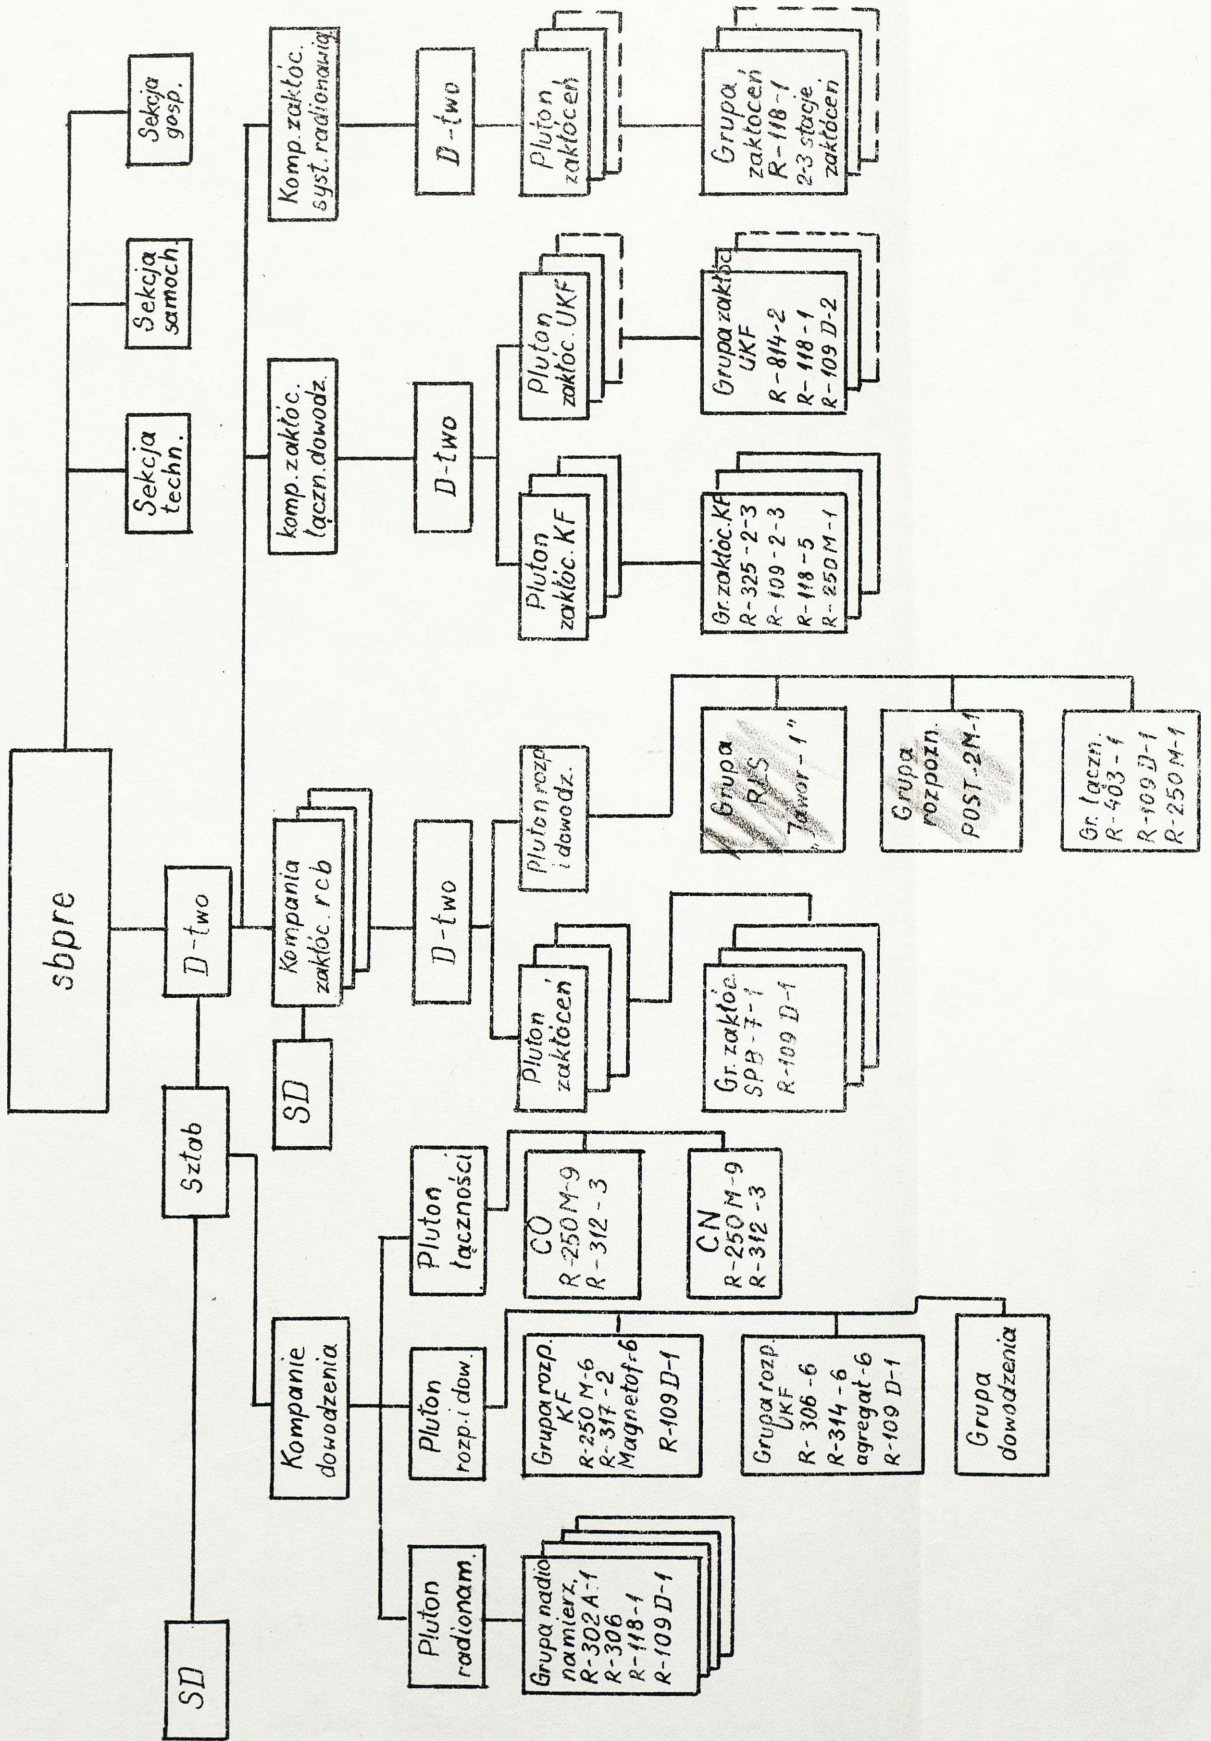 sbpre
SD
Sztab
D-two
Sekcja
techn.
Sekcja
samoch.
Sekcja
gosp.
Kompanie
dowodzenia
SD
Kompania
zakłóc. rcb
komp. zakłóc.
łączn. dowodz.
Komp. zakłóc.
syst. radionawig.
Pluton
radionam.
Pluton
rozp. i dow.
Pluton
łączności
D-two
D-two
D-two
Grupa nadio
namierz.
R-302 A-1
R-306
R-118-1
R-109 D-1
Grupa rozp.
KF
R-250 M-6
R-317-2
Magnetof-6
R-109 D-1
CO
R-250 M-9
R-312-3
Pluton
zakłóceń
Pluton rozp
i dowodz.
Pluton
zakłóc. KF
Pluton
zakłóc. UKF
Pluton
zakłóceń
Grupa rozp.
UKF
R-306-6
R-314-6
agregat-6
R-109 D-1
CN
R-250 M-9
R-312-3
Gr. zakłóc.
SPB-7-1
R-109 D-1
Grupa
RLS
"Jawor-1"
Gr. zakłóc. KF
R-325-2-3
R-109-2-3
R-118-5
R-250 M-1
Grupa zakłóc.
UKF
R-814-2
R-118-1
R-109 D-2
Grupa
zakłóceń
R-118-1
2-3 stacje
zakłóceń
Grupa
dowodzenia
Grupa
rozpozn.
POST-2M-1
Gr. łączn.
R-403-1
R-109 D-1
R-250 M-1